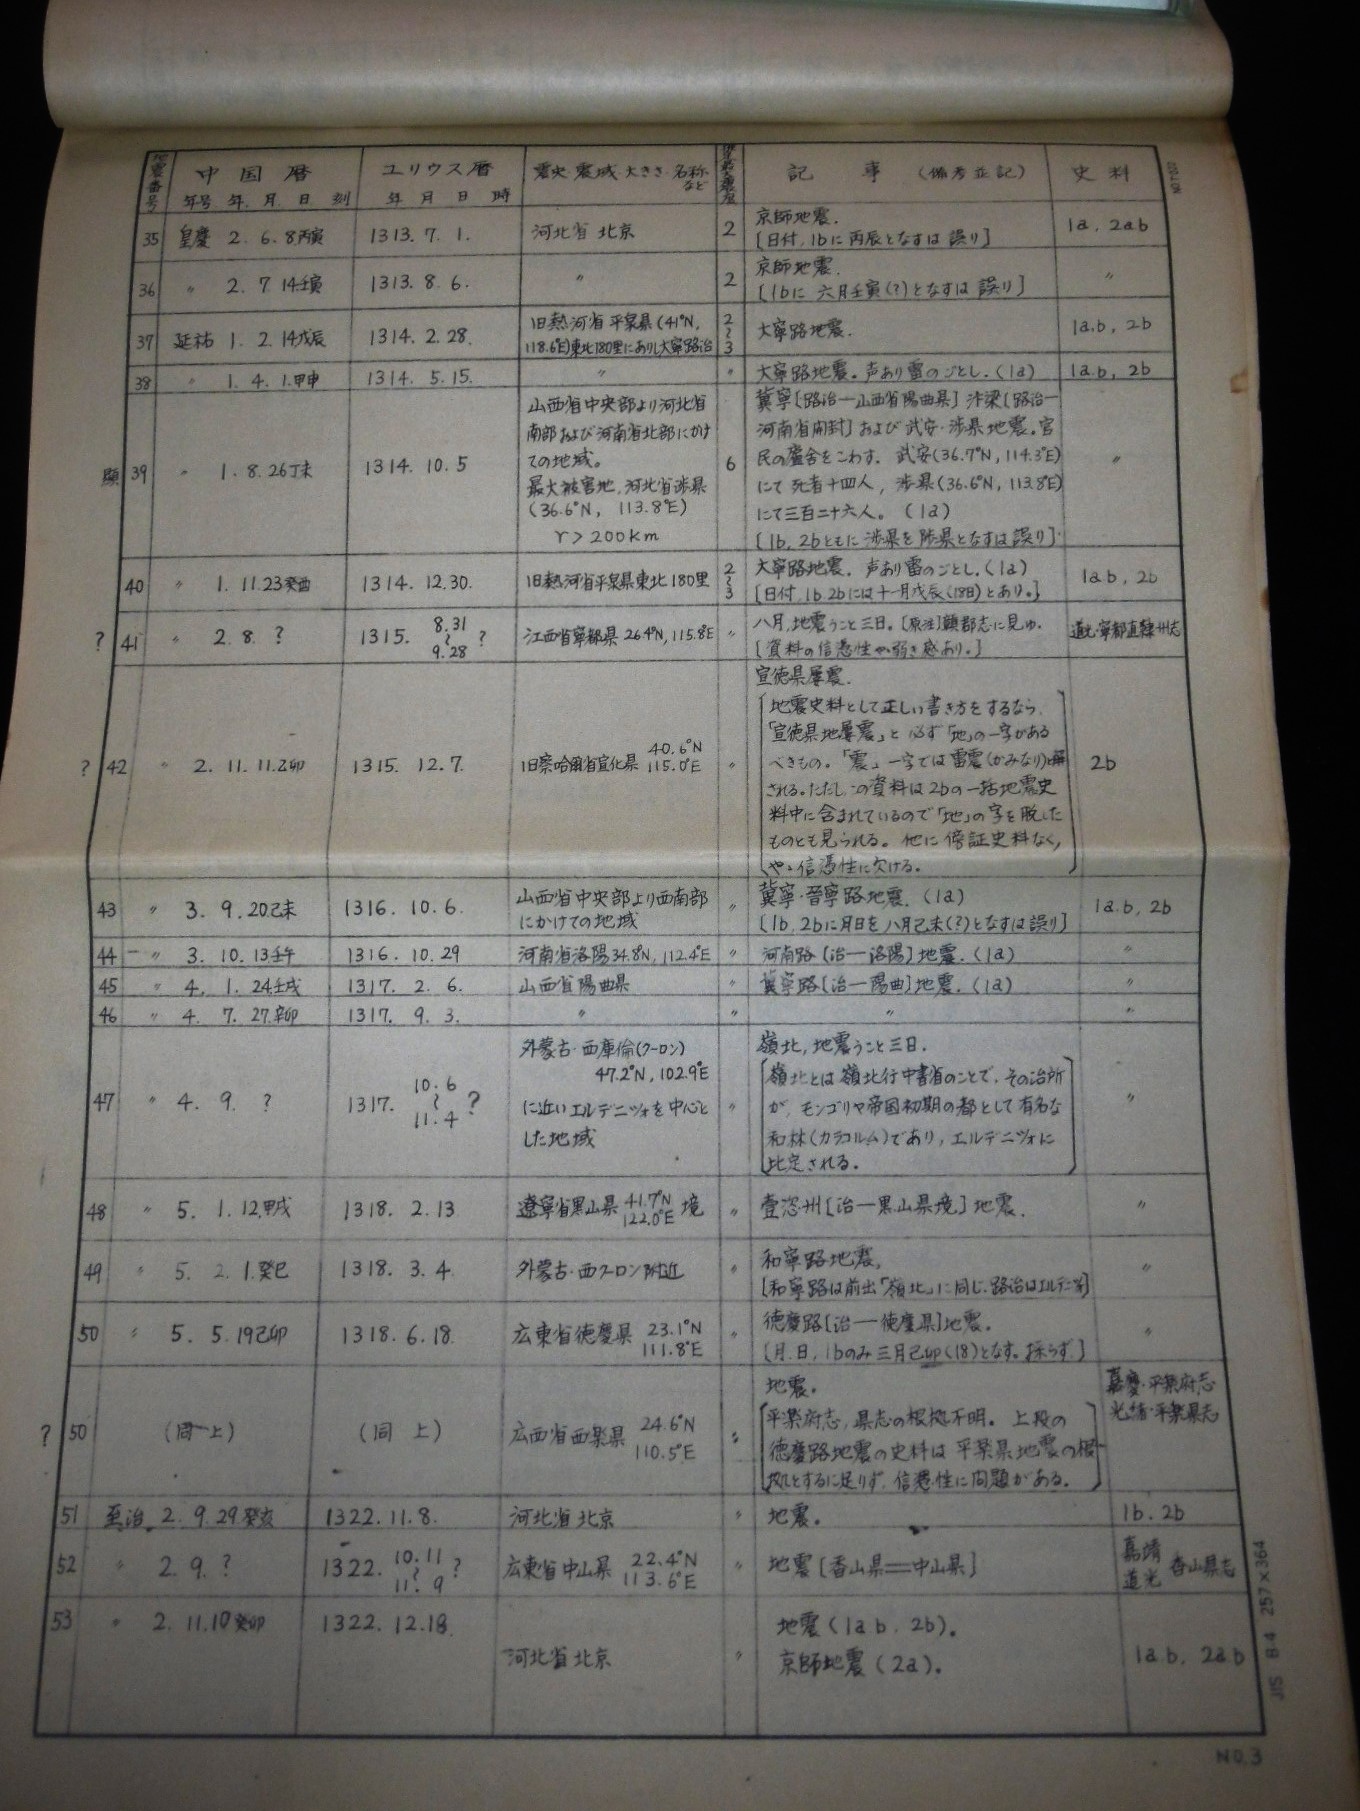 地震番号 中国暦 ユリウス暦 震央 震域 大きさ 名称など 記事 (備考並記) 史料
年号 年 月 日 刻 年 月 日 時
35 皇慶 2. 6. 8丙寅 1313. 7. 1. 河北省 北京 2 京師地震. 1a, 2ab
[日付, 1bに 丙辰となすは 誤り]
36 〃 2. 7. 14壬寅 1313. 8. 6. 〃 2 京師地震. 〃
[1bに 六月壬寅(?)となすは 誤り]
37 延祐 1. 2. 14戊辰 1314. 2. 28. 旧熱河省平泉県(41°N, 118.6°E)東北180里にありし大寧路治 2〜3 大寧路地震. 1a.b, 2b
38 〃 1. 4. 1.甲申 1314. 5. 15. 〃 〃 大寧路地震。声あり雷のごとし.(1a) 1a.b, 2b
顕 39 〃 1. 8. 26丁未 1314. 10. 5 6 〃
山西省中央部より河北省
南部および河南省北部にかけ
ての地域。
最大被害地, 河北省渉県
(36.6°N, 113.8°E)
r>200km
冀寧[路治—山西省陽曲県]汴梁[路治—
河南省開封]および武安・渉県地震。官
民の廬舎をこわす. 武安(36.7°N, 114.3°E)
にて死者十四人, 渉県(36.6°N, 113.8°E)
にて三百二十六人。(1a)
[1b, 2bともに 渉県を 陟県となすは誤り]
40 〃 1. 11. 23癸酉 1314. 12. 30. 旧熱河省平泉県東北180里 2〜3 大寧路地震. 声あり雷のごとし.(1a) 1ab, 2b
[日付, 1b.2bには十一月戊辰(18日)とあり。]
? 41 〃 2. 8. ? 1315. 8.31〜9.28 ? 江西省寧都県 26.4°N, 115.8°E 〃 八月, 地震うこと三日。[原注]贛郡志に見ゆ. 道光・寧都直隷州志
[資料の信憑性やや弱き感あり。]
? 42 〃 2. 11. 11.乙卯 1315. 12. 7. 旧察哈爾省宣化県 40.6°N 115.0°E 〃 2b
宣徳県屢震.
[地震史料として正しい書き方をするなら,
「宣徳県地屢震」と 必ず「地」の一字がある
べきもの。「震」一字では雷震(かみなり)と解
される。ただし この資料は2bの一括地震史
料中に含まれているので「地」の字を脱した
ものとも見られる。他に傍証史料なく,
やゝ信憑性に欠ける.]
43 〃 3. 9. 20己未 1316. 10. 6. 山西省中央部より西南部にかけての地域 〃 冀寧・晋寧路地震.(1a) 1a.b, 2b
[1b, 2bに月日を八月己未(?)となすは誤り]
44 〃 3. 10. 13壬午 1316. 10. 29 河南省洛陽 34.8°N, 112.4°E 〃 河南路[治—洛陽]地震.(1a) 〃
45 〃 4. 1. 24壬戌 1317. 2. 6. 山西省陽曲県 〃 冀寧路[治—陽曲]地震.(1a) 〃
46 〃 4. 7. 27.辛卯 1317. 9. 3. 〃 〃 〃 〃
47 〃 4. 9. ? 1317. 10.6〜11.4 ? 〃 〃
外蒙古・西庫倫(クーロン)
47.2°N, 102.9°E
に近いエルデニツォを中心と
した地域
嶺北, 地震うこと三日.
[嶺北とは嶺北行中書省のことで, その治所
が, モンゴリヤ帝国初期の都として有名な
和林(カラコルム)であり, エルデニツォに
比定される。]
48 〃 5. 1. 12.甲戌 1318. 2. 13 遼寧省黒山県 41.7°N 122.0°E 境 〃 壹恣州[治—黒山県境]地震. 〃
49 〃 5. 2. 1.癸巳 1318. 3. 4. 外蒙古・西クーロン附近 〃 和寧路地震. 〃
[和寧路は前出「嶺北」に同じ. 路治はエルデニツォ]
50 〃 5. 5. 19己卯 1318. 6. 18. 広東省徳慶県 23.1°N 111.8°E 〃 徳慶路[治—徳慶県]地震. 〃
[月.日, 1bのみ三月己卯(18)となす。採らず.]
? 50 (同上) (同上) 広西省西楽県 24.6°N 110.5°E 〃 地震. 嘉慶・平楽府志 光緒・平楽県志
[平楽府志, 県志の根拠不明. 上段の
徳慶路地震の史料は 平楽県地震の根
拠とするに足りず, 信憑性に問題がある.]
51 至治 2. 9. 29癸亥 1322. 11. 8. 河北省 北京 〃 地震. 1b. 2b
52 〃 2. 9. ? 1322. 10.11〜11.9 ? 広東省中山県 22.4°N 113.6°E 〃 地震[香山県=中山県] 嘉靖 道光 香山県志
53 〃 2. 11. 10癸卯 1322. 12. 18. 河北省 北京 〃 地震(1a b. 2b)。 1a b, 2a b
京師地震(2a)。
JIS B4 257×364
NO.3